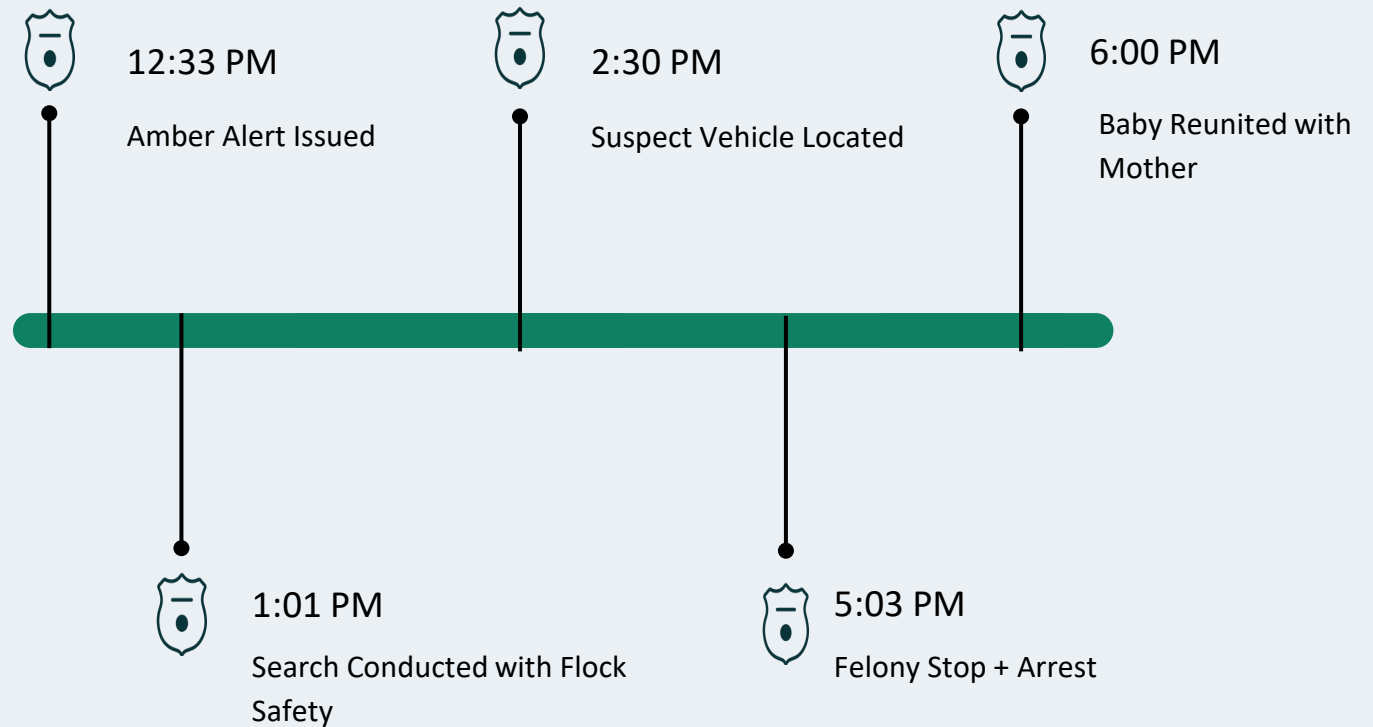 12:33 PM
Amber Alert Issued
2:30 PM
Suspect Vehicle Located
6:00 PM
Baby Reunited with
Mother
1:01 PM
Search Conducted with Flock
Safety
5:03 PM
Felony Stop + Arrest